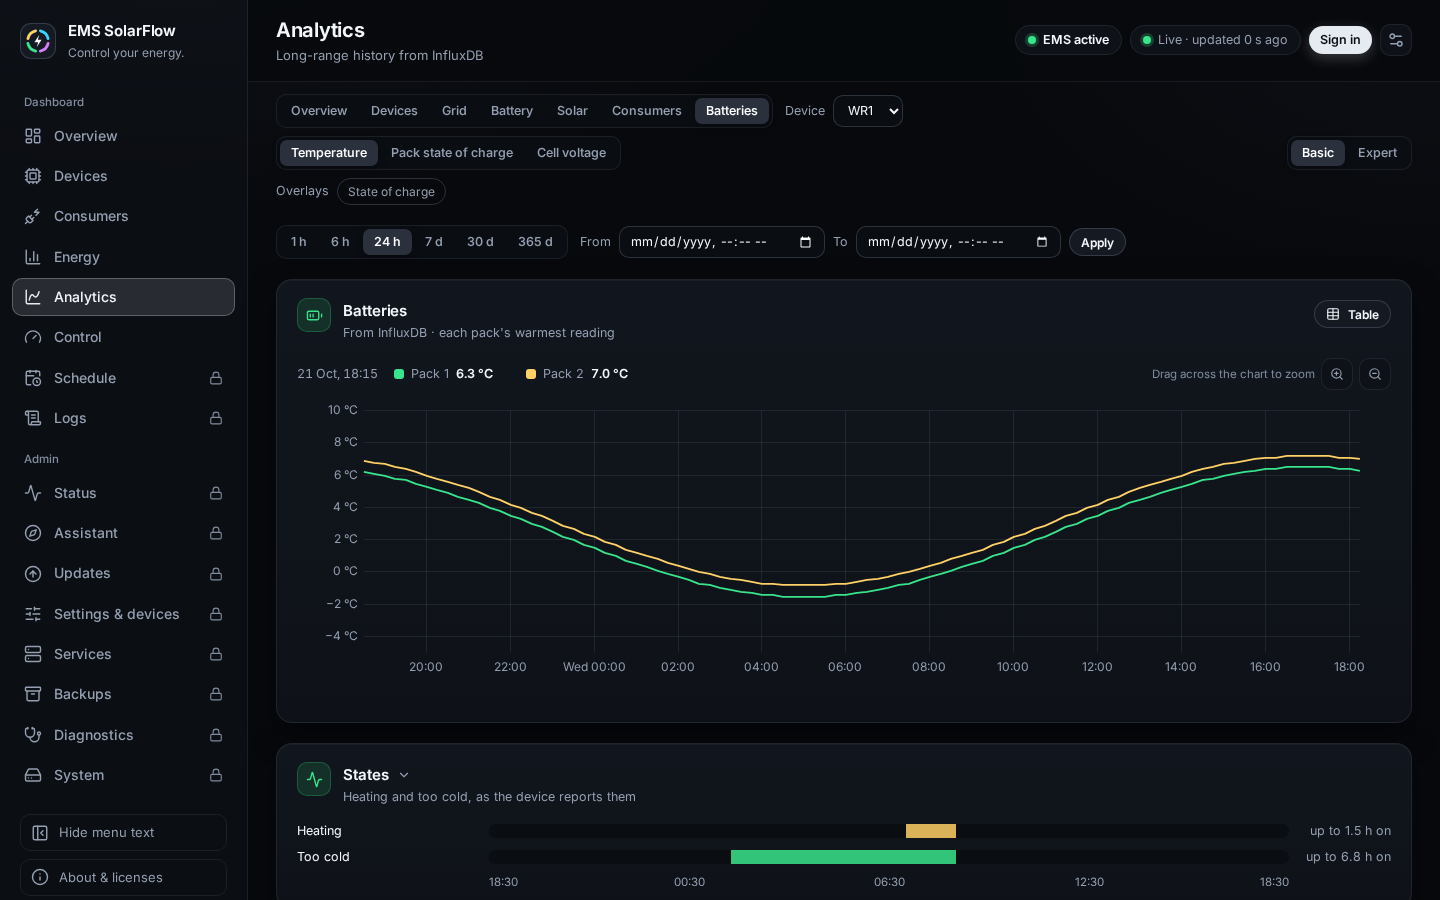 EMS SolarFlow
Control your energy.
Dashboard
Overview
Devices
Consumers
Energy
Analytics
Control
Schedule
Logs
Admin
Status
Assistant
Updates
Settings & devices
Services
Backups
Diagnostics
System
Hide menu text
About & licenses
Analytics
Long-range history from InfluxDB
EMS active
Live · updated 0 s ago
Sign in
Overview Devices Grid Battery Solar Consumers Batteries Device WR1
Temperature Pack state of charge Cell voltage Basic Expert
Overlays State of charge
1 h 6 h 24 h 7 d 30 d 365 d From mm/dd/yyyy, --:-- -- To mm/dd/yyyy, --:-- -- Apply
Batteries
From InfluxDB · each pack's warmest reading
Table
21 Oct, 18:15 Pack 1 6.3 °C Pack 2 7.0 °C Drag across the chart to zoom
10 °C
8 °C
6 °C
4 °C
2 °C
0 °C
−2 °C
−4 °C
20:00 22:00 Wed 00:00 02:00 04:00 06:00 08:00 10:00 12:00 14:00 16:00 18:00
States
Heating and too cold, as the device reports them
Heating up to 1.5 h on
Too cold up to 6.8 h on
18:30 00:30 06:30 12:30 18:30